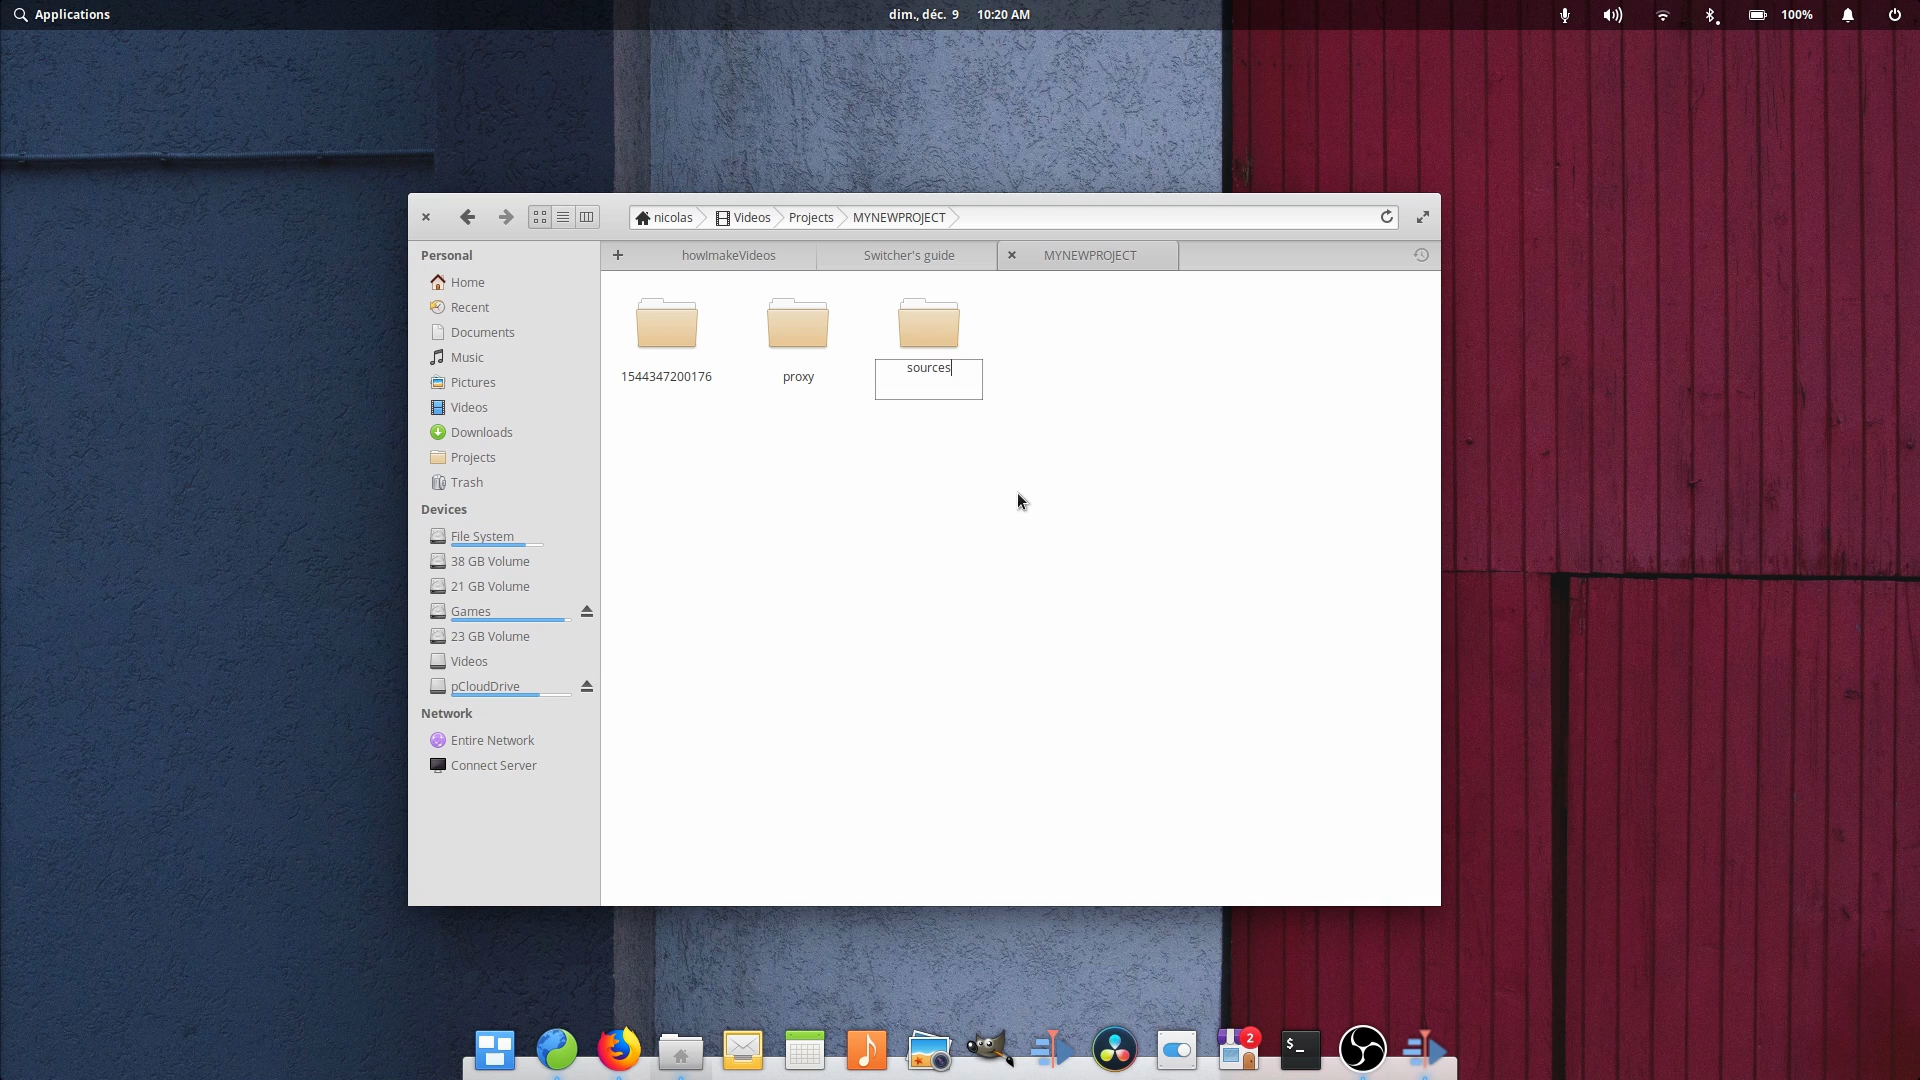 Applications
dim., déc. 9 10:20 AM
100%
nicolas Videos Projects MYNEWPROJECT
howImakeVideos Switcher's guide MYNEWPROJECT
Personal
Home
Recent
Documents
Music
Pictures
Videos
Downloads
Projects
Trash
Devices
File System
38 GB Volume
21 GB Volume
Games
23 GB Volume
Videos
pCloudDrive
Network
Entire Network
Connect Server
1544347200176 proxy sources
2
$_